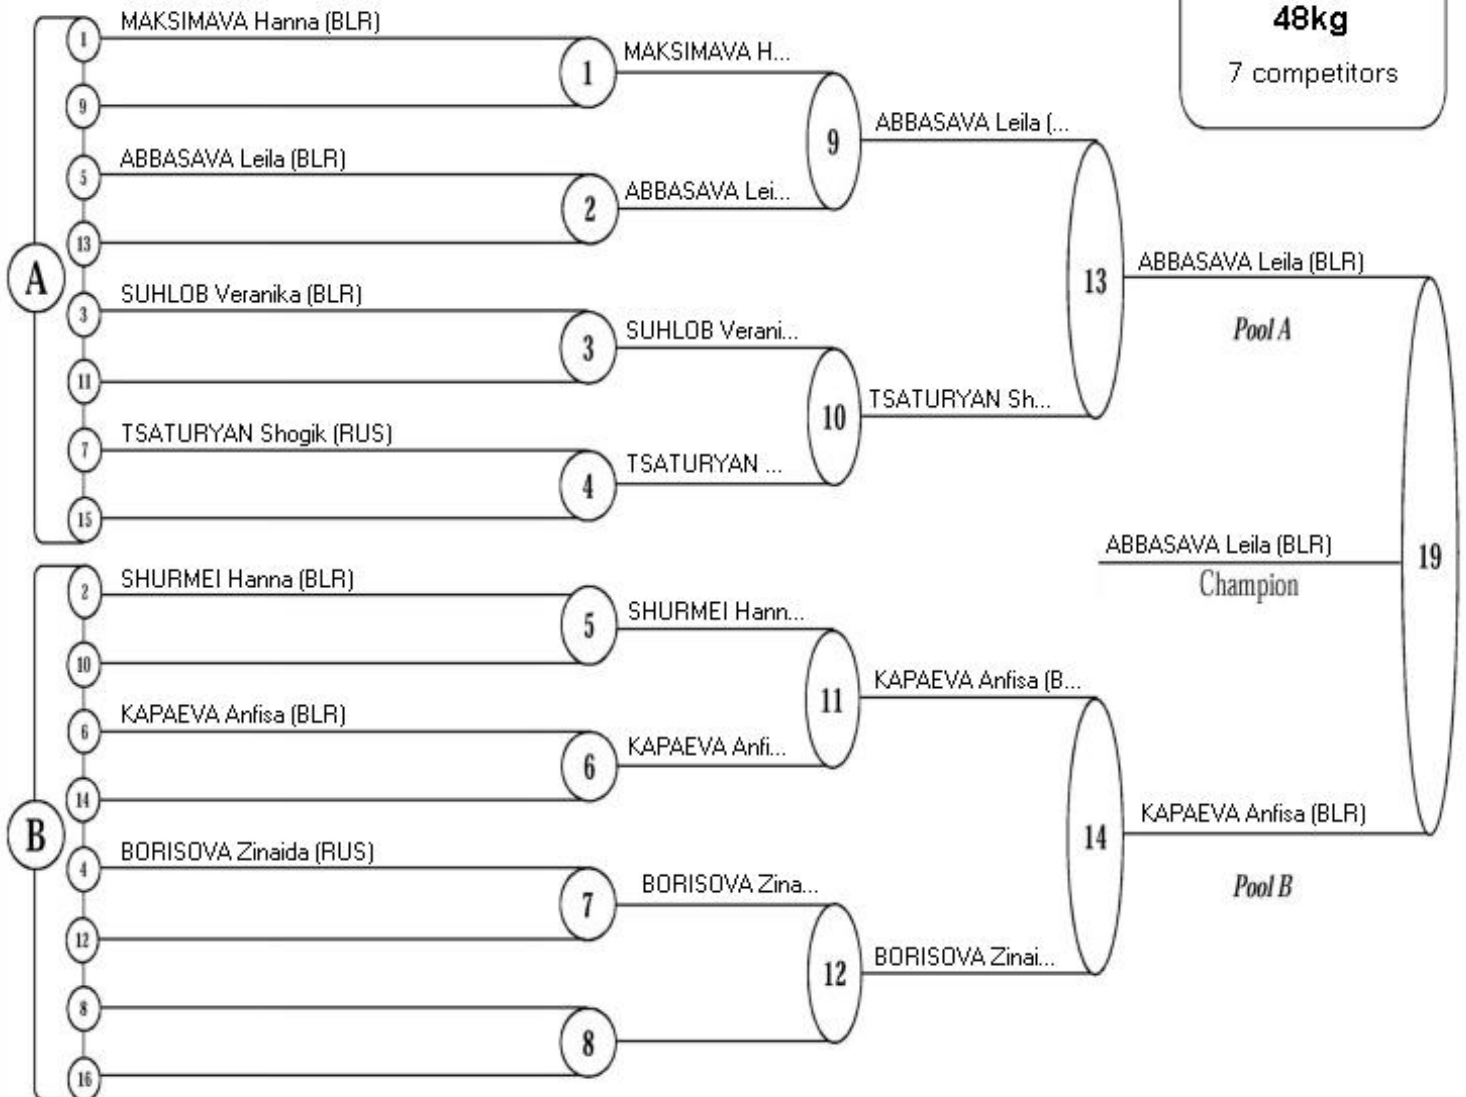 48kg
7 competitors
A
1
MAKSIMAVA Hanna (BLR)
9
1
MAKSIMAVA H...
5
ABBASAVA Leila (BLR)
13
2
ABBASAVA Lei...
9
ABBASAVA Leila (...
3
SUHLOB Veranika (BLR)
11
3
SUHLOB Verani...
7
TSATURYAN Shogik (RUS)
15
4
TSATURYAN ...
10
TSATURYAN Sh...
13
ABBASAVA Leila (BLR)
Pool A
B
2
SHURMEI Hanna (BLR)
10
5
SHURMEI Hann...
6
KAPAEVA Anfisa (BLR)
14
6
KAPAEVA Anfi...
11
KAPAEVA Anfisa (B...
4
BORISOVA Zinaida (RUS)
12
7
BORISOVA Zina...
8
16
8
12
BORISOVA Zinai...
14
KAPAEVA Anfisa (BLR)
Pool B
19
ABBASAVA Leila (BLR)
Champion